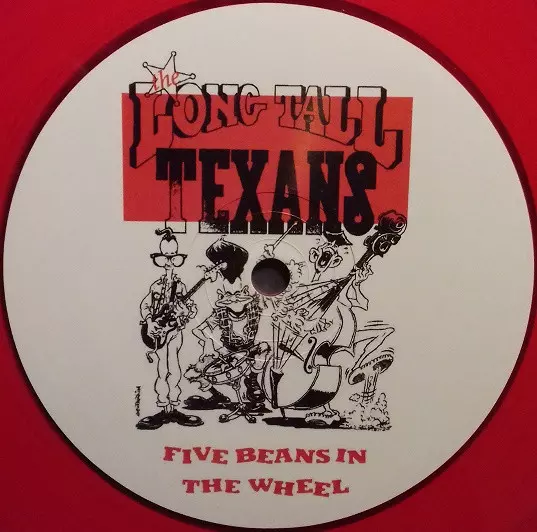 the
LONG TALL
TEXANS
FIVE BEANS IN
THE WHEEL